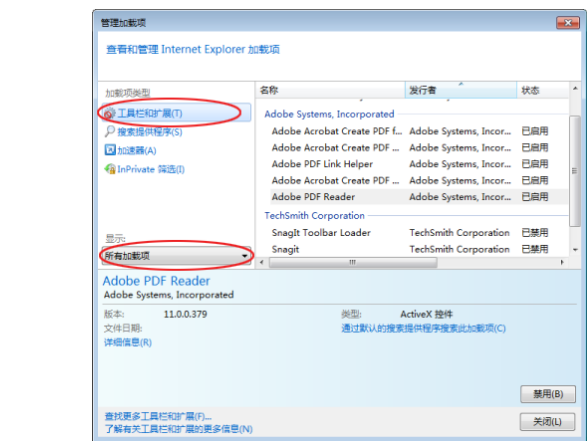 管理加载项
查看和管理 Internet Explorer 加载项
加载项类型
工具栏和扩展(T)
搜索提供程序(S)
加速器(A)
InPrivate 筛选(I)
显示:
所有加载项
名称 发行者 状态
Adobe Systems, Incorporated
Adobe Acrobat Create PDF f... Adobe Systems, Incor... 已启用
Adobe Acrobat Create PDF ... Adobe Systems, Incor... 已启用
Adobe PDF Link Helper Adobe Systems, Incor... 已启用
Adobe Acrobat Create PDF ... Adobe Systems, Incor... 已启用
Adobe PDF Reader Adobe Systems, Incor... 已启用
TechSmith Corporation
SnagIt Toolbar Loader TechSmith Corporation 已禁用
Snagit TechSmith Corporation 已禁用
Adobe PDF Reader
Adobe Systems, Incorporated
版本: 11.0.0.379 类型: ActiveX 控件
文件日期: 通过默认的搜索提供程序搜索此加载项(C)
详细信息(R)
禁用(B)
查找更多工具栏和扩展(F)...
了解有关工具栏和扩展的更多信息(N)
关闭(L)